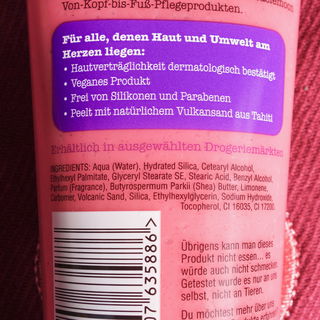 Von-Kopf-bis-Fuß-Pflegeprodukten.
Für alle, denen Haut und Umwelt am
Herzen liegen:
• Hautverträglichkeit dermatologisch bestätigt
• Veganes Produkt
• Frei von Silikonen und Parabenen
• Peelt mit natürlichem Vulkansand aus Tahiti
Erhältlich in ausgewählten Drogeriemärkten
INGREDIENTS: Aqua (Water), Hydrated Silica, Cetearyl Alcohol,
Ethylhexyl Palmitate, Glyceryl Stearate SE, Stearic Acid, Benzyl Alcohol,
Parfum (Fragrance), Butyrospermum Parkii (Shea) Butter, Limonene,
Carbomer, Volcanic Sand, Silica, Ethylhexylglycerin, Sodium Hydroxide,
Tocopherol, CI 16035, CI 17200.
07 635886
Übrigens kann man dieses
Produkt nicht essen... es
würde auch nicht schmecken.
Getestet wurde es nur an uns
selbst, nicht an Tieren.
Du möchtest mehr über